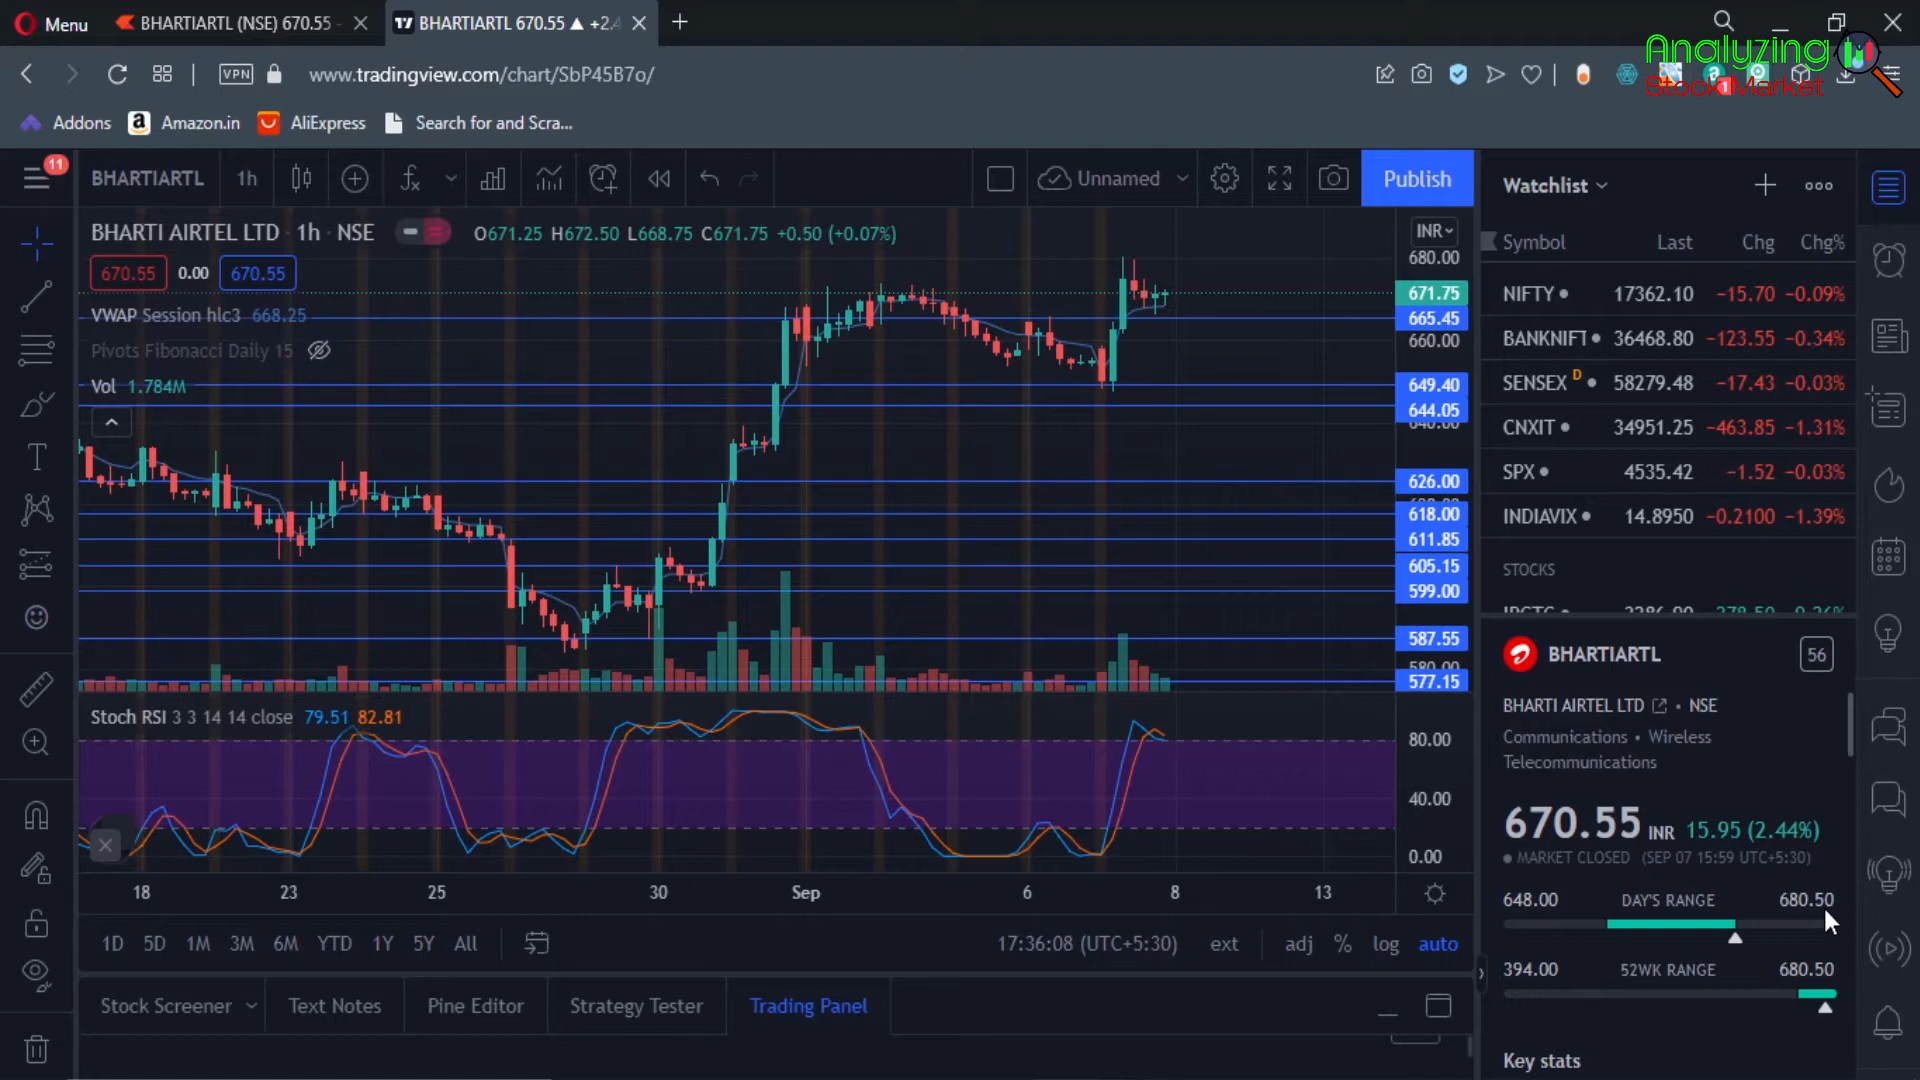 Menu
BHARTIARTL (NSE) 670.55 -
BHARTIARTL 670.55 ▲ +2.4
Analyzing
Stock Market
VPN
www.tradingview.com/chart/SbP45B7o/
1
Addons
Amazon.in
AliExpress
Search for and Scra...
11
BHARTIARTL
1h
Unnamed
Publish
BHARTI AIRTEL LTD · 1h · NSE
O671.25 H672.50 L668.75 C671.75 +0.50 (+0.07%)
670.55 0.00 670.55
VWAP Session hlc3 668.25
Pivots Fibonacci Daily 15
Vol 1.784M
INR
680.00
671.75
665.45
660.00
649.40
644.05
640.00
626.00
618.00
611.85
605.15
599.00
587.55
580.00
577.15
Stoch RSI 3 3 14 14 close 79.51 82.81
80.00
40.00
0.00
18 23 25 30 Sep 6 8 13
1D 5D 1M 3M 6M YTD 1Y 5Y All
17:36:08 (UTC+5:30) ext adj % log auto
Stock Screener Text Notes Pine Editor Strategy Tester Trading Panel
Watchlist
Symbol Last Chg Chg%
NIFTY 17362.10 −15.70 −0.09%
BANKNIFT 36468.80 −123.55 −0.34%
SENSEX D 58279.48 −17.43 −0.03%
CNXIT 34951.25 −463.85 −1.31%
SPX 4535.42 −1.52 −0.03%
INDIAVIX 14.8950 −0.2100 −1.39%
STOCKS
BHARTIARTL
56
BHARTI AIRTEL LTD • NSE
Communications • Wireless
Telecommunications
670.55 INR 15.95 (2.44%)
MARKET CLOSED (SEP 07 15:59 UTC+5:30)
648.00 DAY'S RANGE 680.50
394.00 52WK RANGE 680.50
Key stats